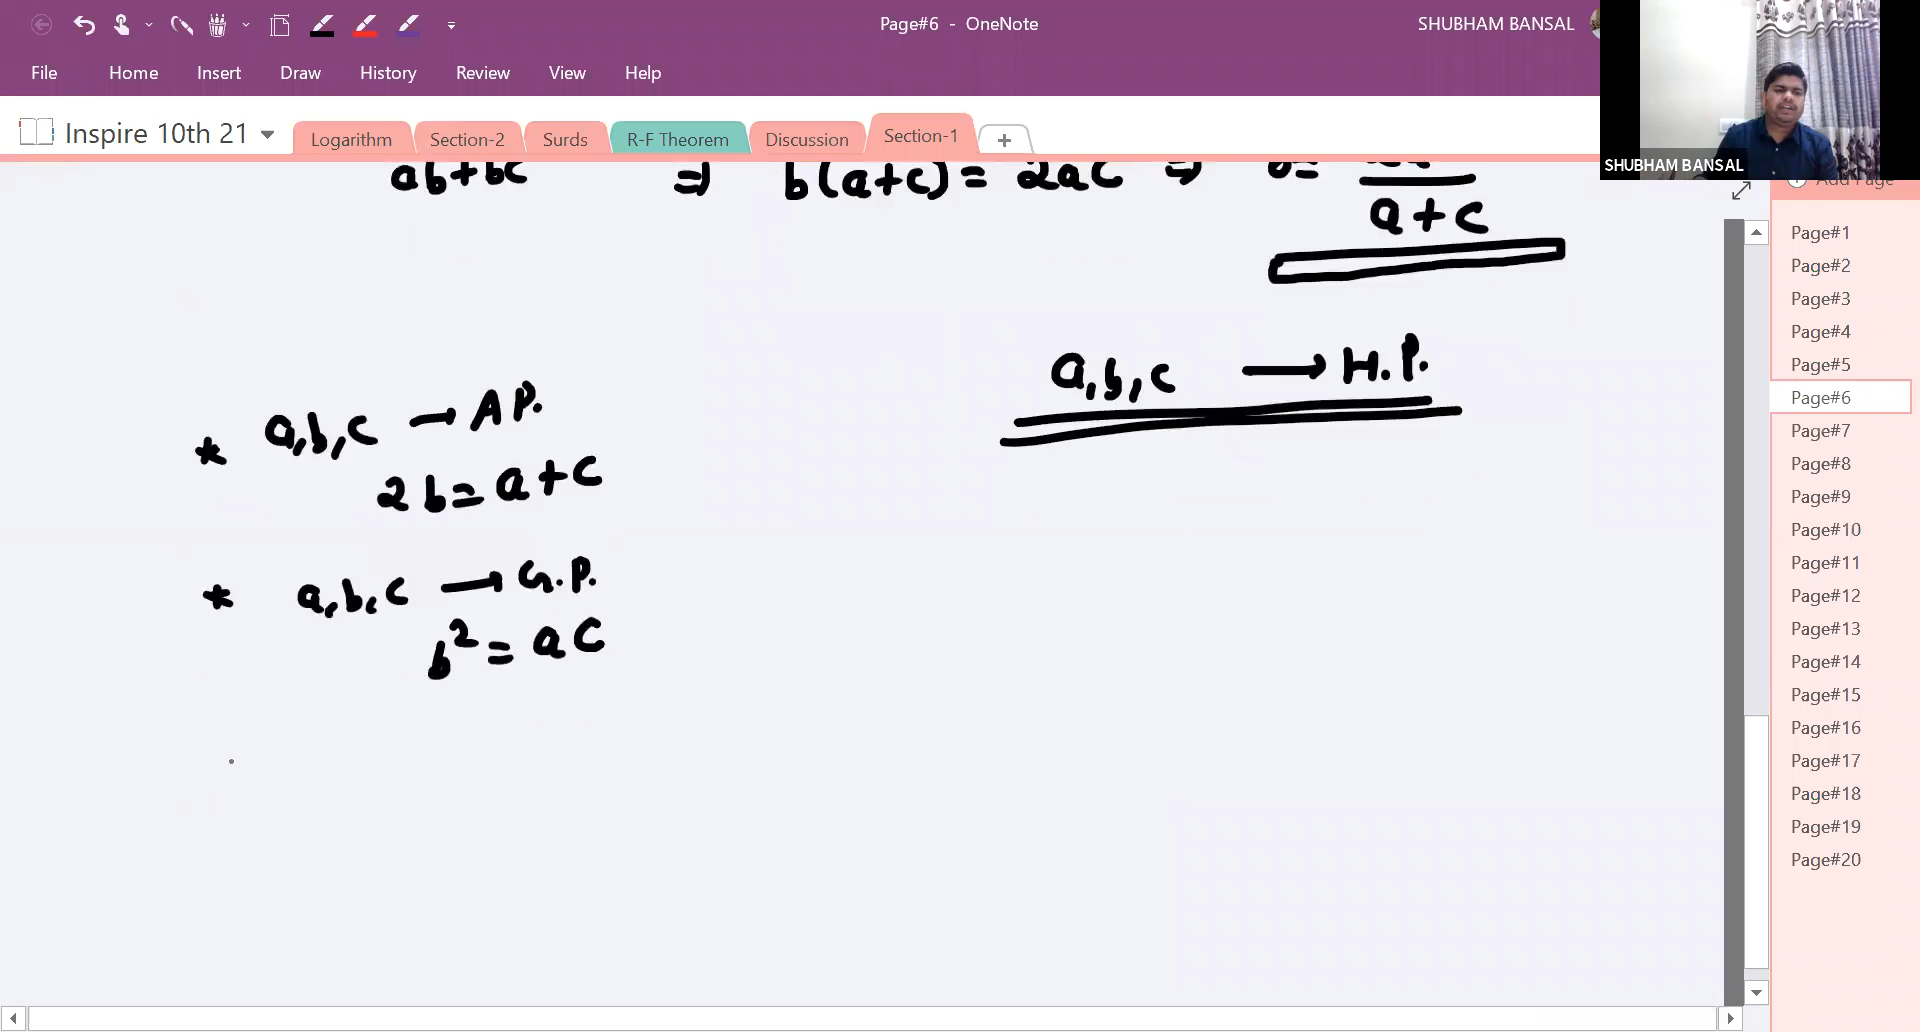 Page#6 - OneNote
SHUBHAM BANSAL
File Home Insert Draw History Review View Help
SHUBHAM BANSAL
Inspire 10th 21
Logarithm Section-2 Surds R-F Theorem Discussion Section-1 +
Add Page
ab+bc ⇒ b(a+c) = 2ac ⇒
a+c
a,b,c → H.P.
* a,b,c → A P.
2b = a+c
* a,b,c → G.P.
b² = ac
Page#1
Page#2
Page#3
Page#4
Page#5
Page#6
Page#7
Page#8
Page#9
Page#10
Page#11
Page#12
Page#13
Page#14
Page#15
Page#16
Page#17
Page#18
Page#19
Page#20